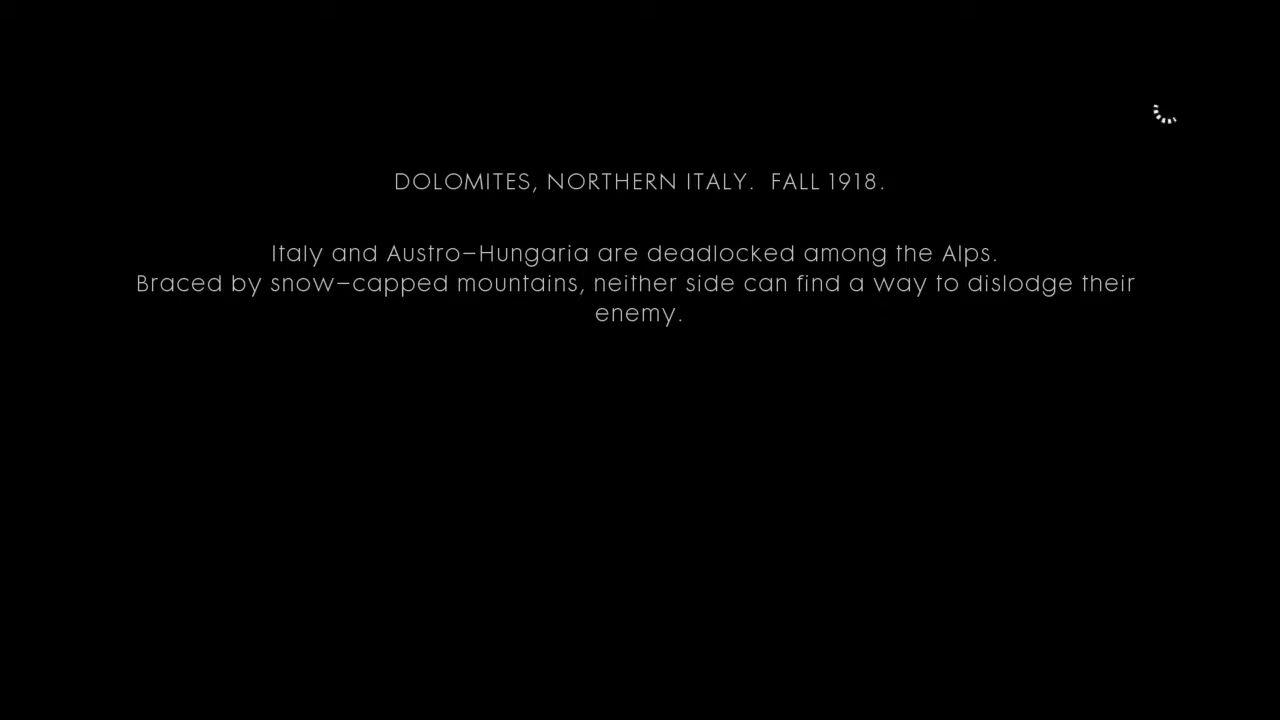 DOLOMITES, NORTHERN ITALY.  FALL 1918.
Italy and Austro-Hungaria are deadlocked among the Alps.
Braced by snow-capped mountains, neither side can find a way to dislodge their
enemy.